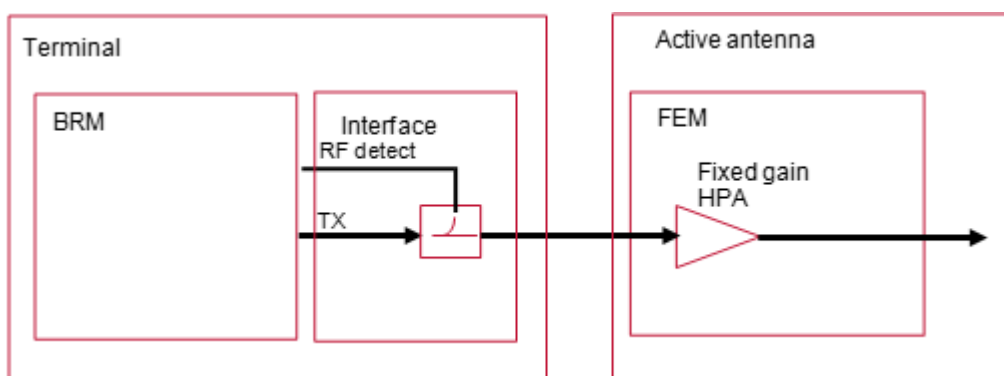 Terminal
Active antenna
BRM
Interface
RF detect
TX
FEM
Fixed gain
HPA